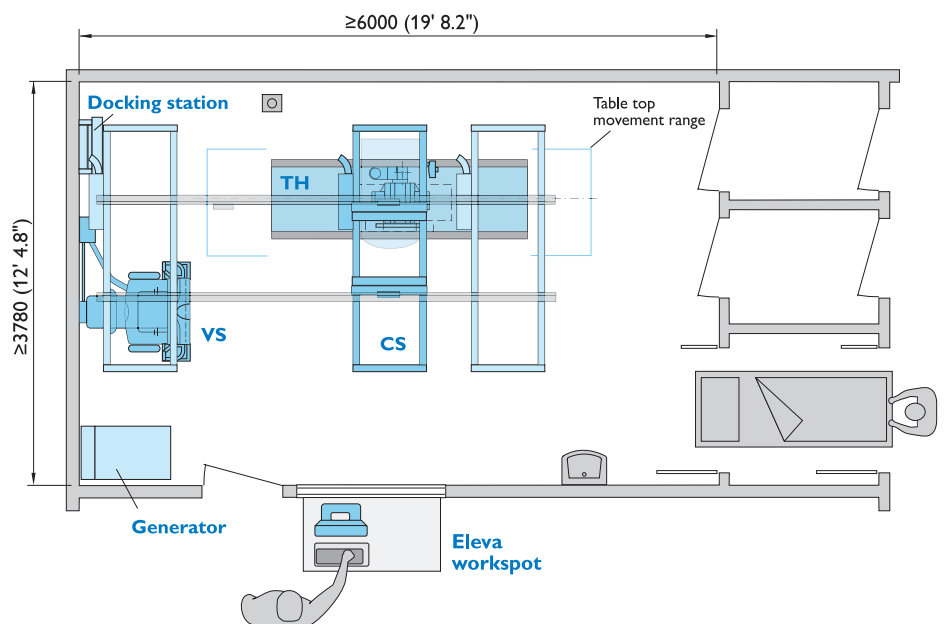 ≥6000 (19' 8.2")
Docking station
Table top
movement range
TH
≥3780 (12' 4.8")
VS
CS
Generator
Eleva
workspot